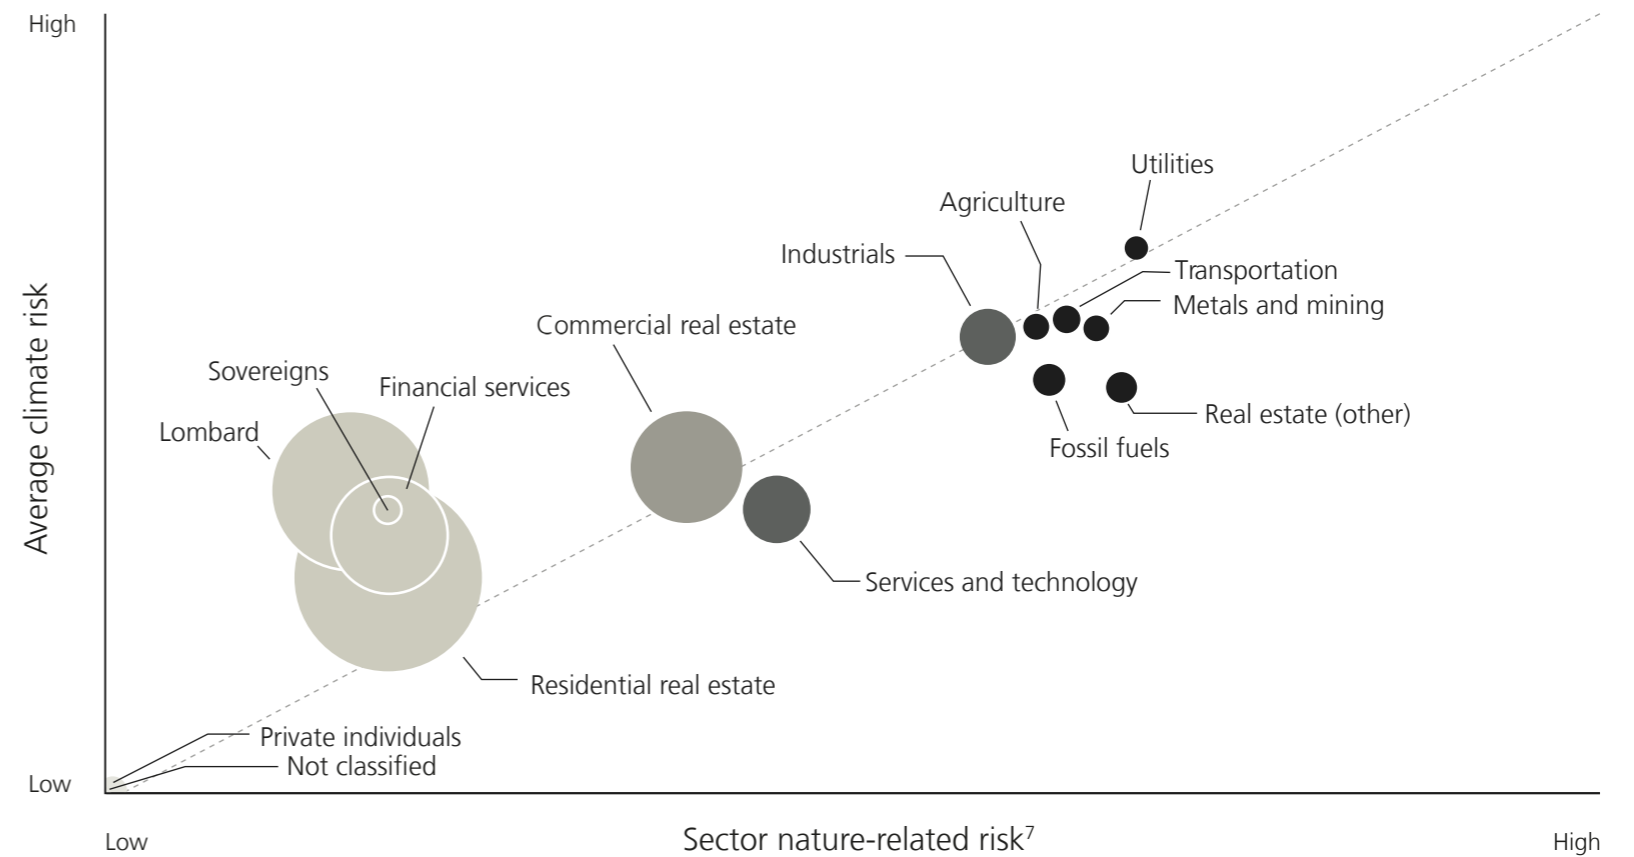 High
Utilities
Agriculture
Industrials
Transportation
Metals and mining
Commercial real estate
Sovereigns
Financial services
Lombard
Real estate (other)
Fossil fuels
Services and technology
Residential real estate
Private individuals
Not classified
Average climate risk
Low
Low
Sector nature-related risk⁷
High